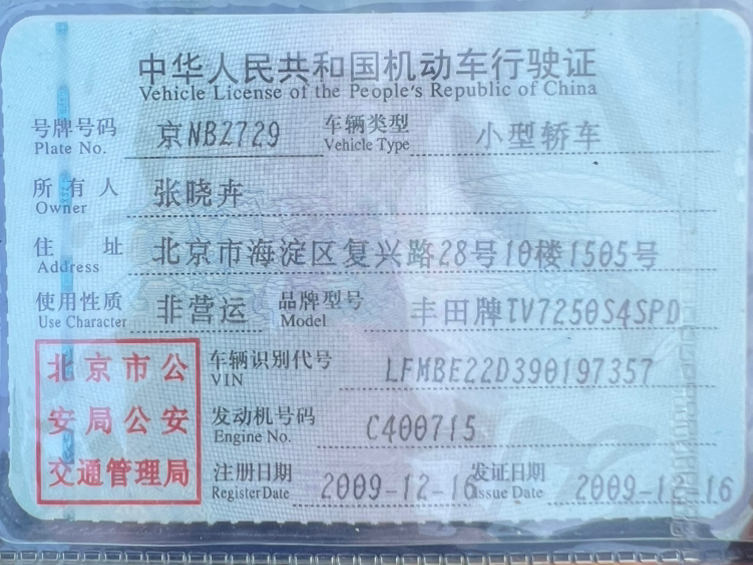 中华人民共和国机动车行驶证
Vehicle License of the People's Republic of China
号牌号码 京NBZ729 车辆类型 小型轿车
Plate No. Vehicle Type
所有人 张晓卉
Owner
住址 北京市海淀区复兴路28号10楼1505号
Address
使用性质 非营运 品牌型号 丰田牌TV7250S4SPD
Use Character Model
北京市公安局公安交通管理局
车辆识别代号 LFMBE22D390197357
VIN
发动机号码 C400715
Engine No.
注册日期 2009-12-16 发证日期 2009-12-16
Register Date Issue Date